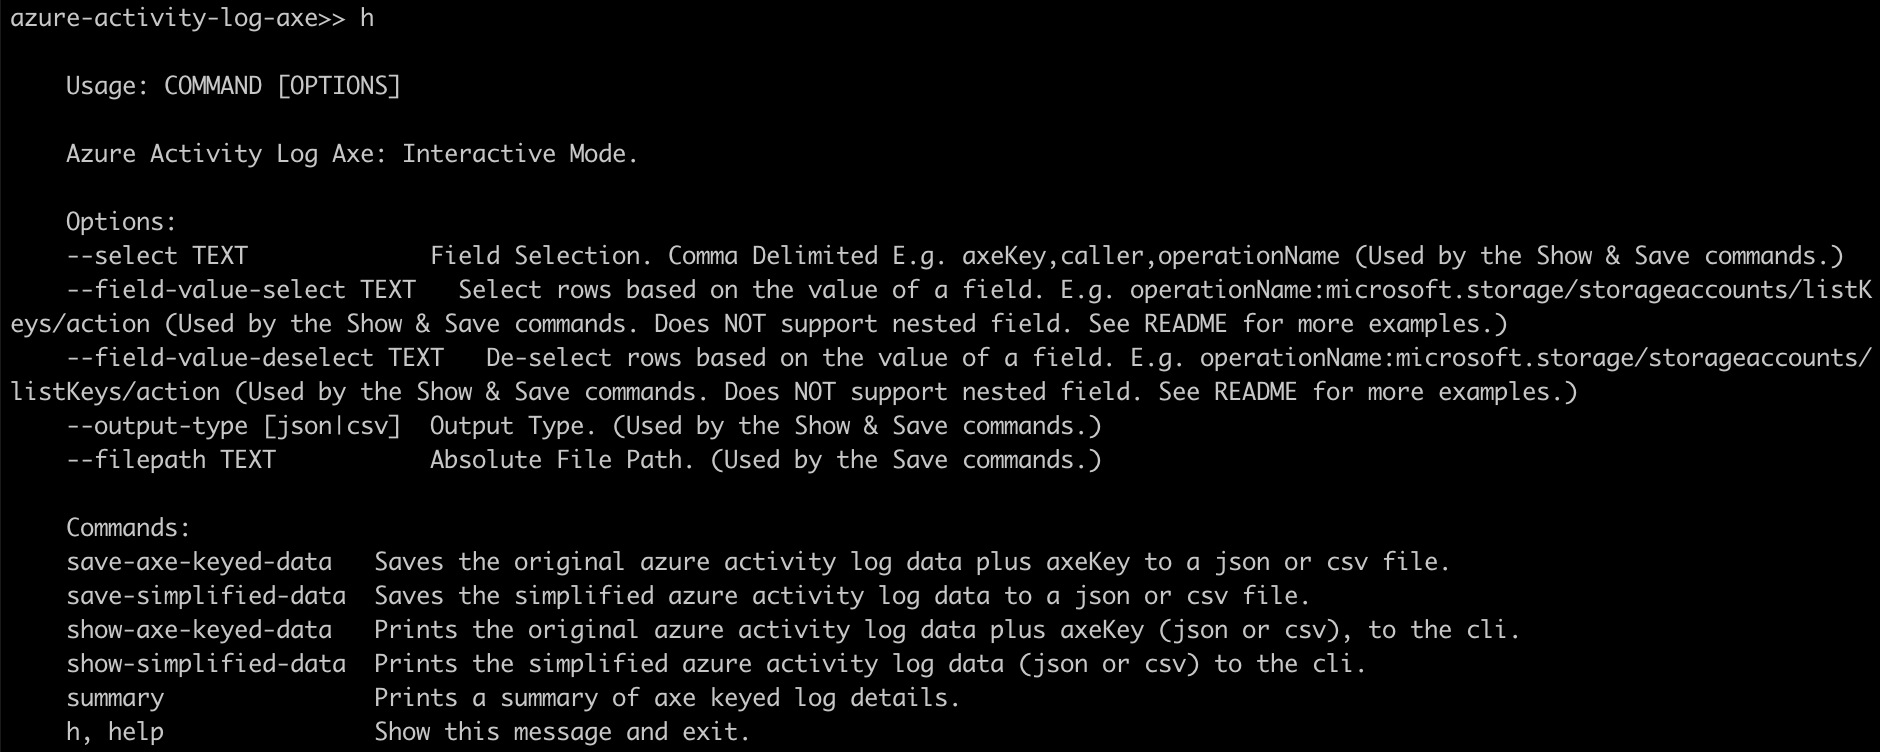 azure-activity-log-axe>> h
Usage: COMMAND [OPTIONS]
Azure Activity Log Axe: Interactive Mode.
Options:
--select TEXT             Field Selection. Comma Delimited E.g. axeKey,caller,operationName (Used by the Show & Save commands.)
--field-value-select TEXT   Select rows based on the value of a field. E.g. operationName:microsoft.storage/storageaccounts/listK
eys/action (Used by the Show & Save commands. Does NOT support nested field. See README for more examples.)
--field-value-deselect TEXT   De-select rows based on the value of a field. E.g. operationName:microsoft.storage/storageaccounts/
listKeys/action (Used by the Show & Save commands. Does NOT support nested field. See README for more examples.)
--output-type [json|csv]  Output Type. (Used by the Show & Save commands.)
--filepath TEXT           Absolute File Path. (Used by the Save commands.)
Commands:
save-axe-keyed-data   Saves the original azure activity log data plus axeKey to a json or csv file.
save-simplified-data  Saves the simplified azure activity log data to a json or csv file.
show-axe-keyed-data   Prints the original azure activity log data plus axeKey (json or csv), to the cli.
show-simplified-data  Prints the simplified azure activity log data (json or csv) to the cli.
summary               Prints a summary of axe keyed log details.
h, help               Show this message and exit.